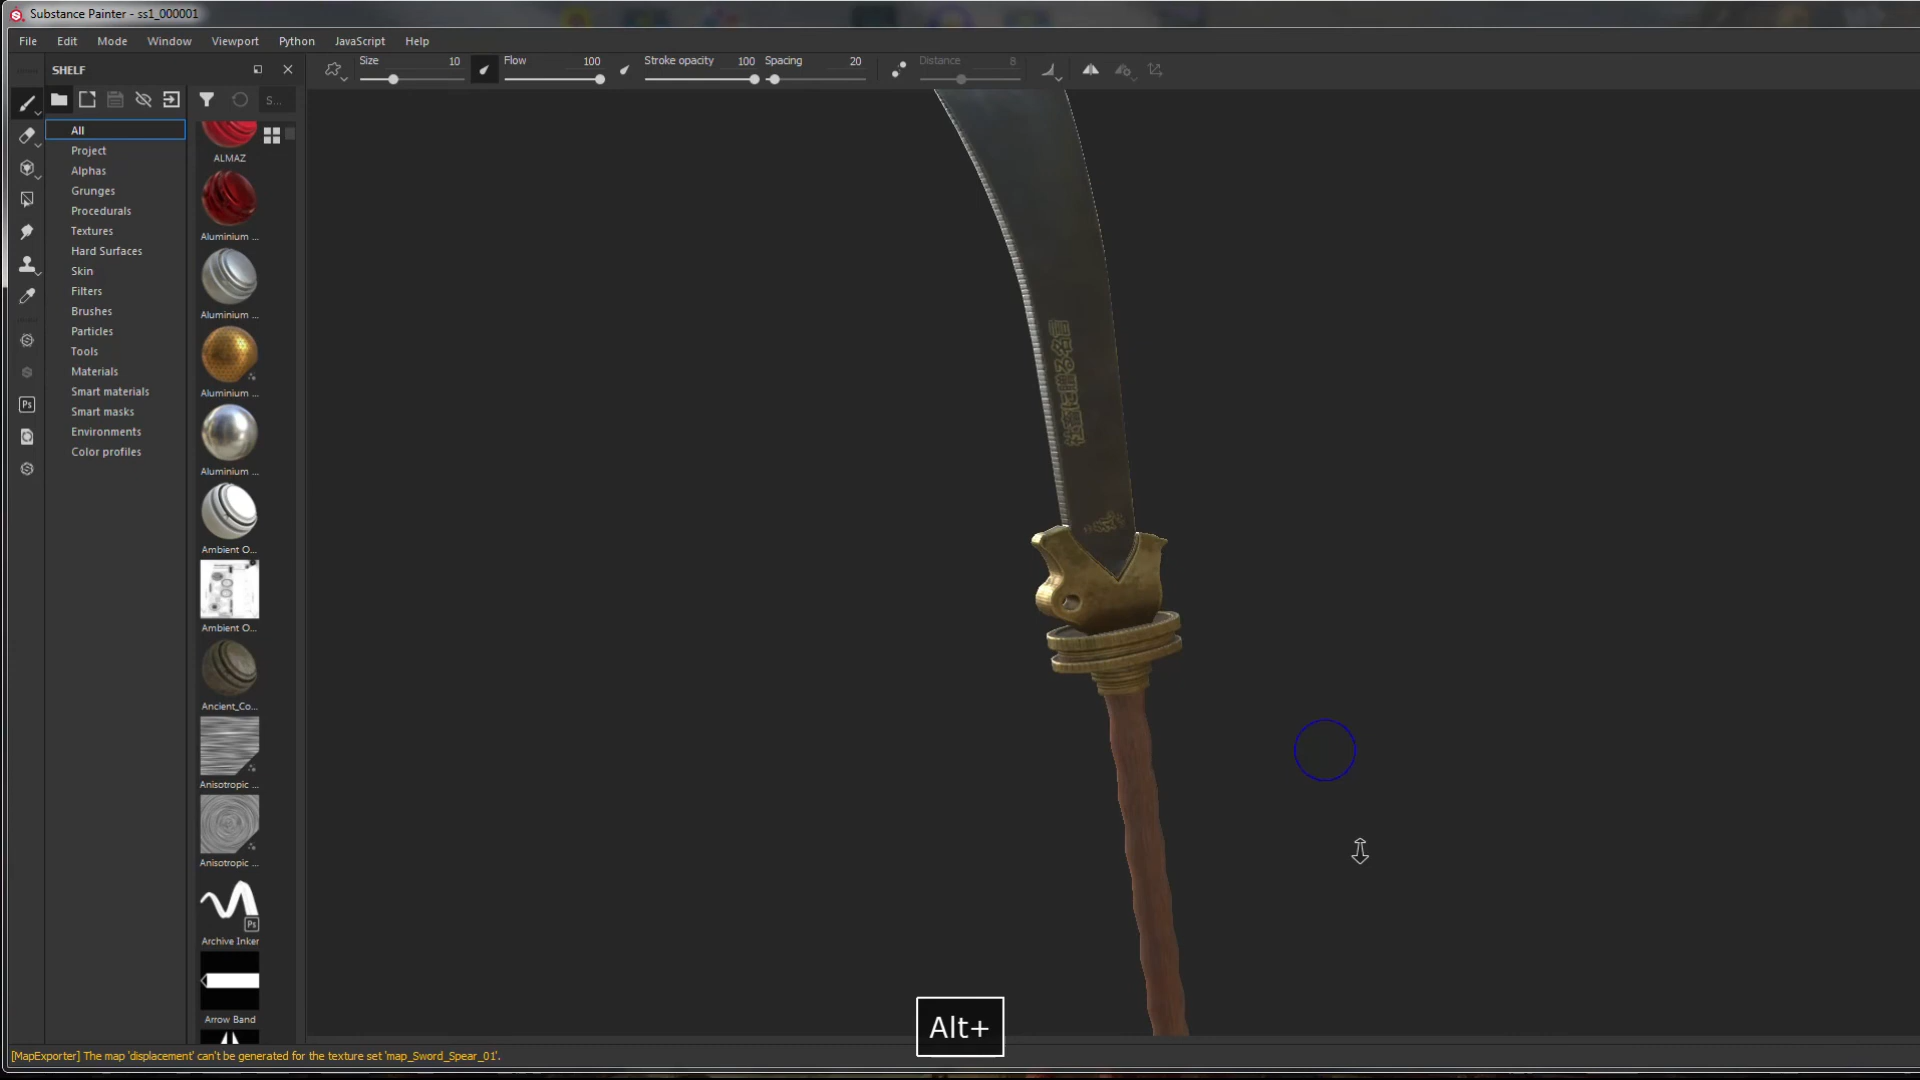 Substance Painter - ss1_000001
File Edit Mode Window Viewport Python JavaScript Help
SHELF
Size 10 Flow 100 Stroke opacity 100 Spacing 20 Distance 8
S...
All
Project
Alphas
Grunges
Procedurals
Textures
Hard Surfaces
Skin
Filters
Brushes
Particles
Tools
Materials
Smart materials
Smart masks
Environments
Color profiles
ALMAZ
Aluminium ...
Aluminium ...
Aluminium ...
Aluminium ...
Ambient O...
Ambient O...
Ancient_Co...
Anisotropic ...
Anisotropic ...
Ps
Archive Inker
Arrow Band
Ps
Alt+
[MapExporter] The map 'displacement' can't be generated for the texture set 'map_Sword_Spear_01'.